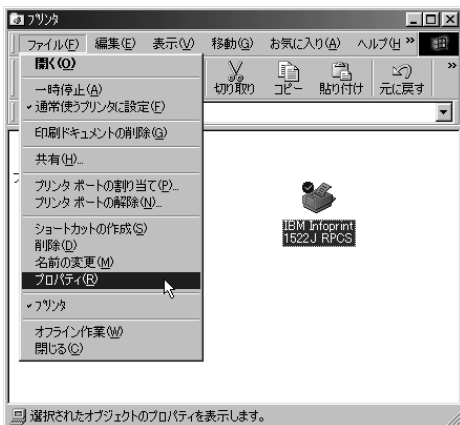 プリンタ
ファイル(F) 編集(E) 表示(V) 移動(G) お気に入り(A) ヘルプ(H »
切り取り コピー 貼り付け 元に戻す »
開く(O)
一時停止(A)
通常使うプリンタに設定(F)
印刷ドキュメントの削除(G)
共有(H)...
プリンタ ポートの割り当て(P)...
プリンタ ポートの解除(N)...
ショートカットの作成(S)
削除(D)
名前の変更(M)
プロパティ(R)
プリンタ
オフライン作業(W)
閉じる(C)
IBM Infoprint
1522J RPCS
選択されたオブジェクトのプロパティを表示します。